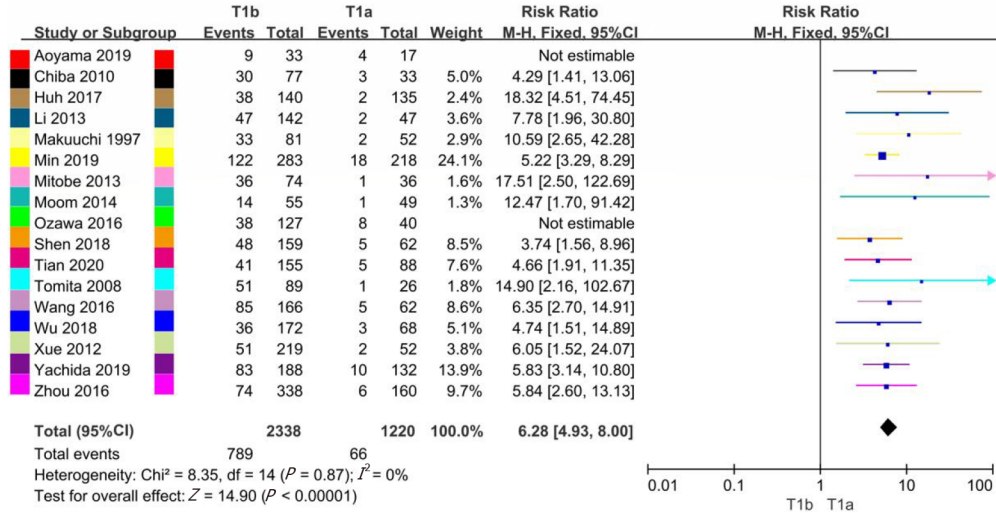 T1b T1a Risk Ratio Risk Ratio
Study or Subgroup Events Total Events Total Weight M-H, Fixed, 95%CI M-H, Fixed, 95%CI
Aoyama 2019 9 33 4 17 Not estimable
Chiba 2010 30 77 3 33 5.0% 4.29 [1.41, 13.06]
Huh 2017 38 140 2 135 2.4% 18.32 [4.51, 74.45]
Li 2013 47 142 2 47 3.6% 7.78 [1.96, 30.80]
Makuuchi 1997 33 81 2 52 2.9% 10.59 [2.65, 42.28]
Min 2019 122 283 18 218 24.1% 5.22 [3.29, 8.29]
Mitobe 2013 36 74 1 36 1.6% 17.51 [2.50, 122.69]
Moom 2014 14 55 1 49 1.3% 12.47 [1.70, 91.42]
Ozawa 2016 38 127 8 40 Not estimable
Shen 2018 48 159 5 62 8.5% 3.74 [1.56, 8.96]
Tian 2020 41 155 5 88 7.6% 4.66 [1.91, 11.35]
Tomita 2008 51 89 1 26 1.8% 14.90 [2.16, 102.67]
Wang 2016 85 166 5 62 8.6% 6.35 [2.70, 14.91]
Wu 2018 36 172 3 68 5.1% 4.74 [1.51, 14.89]
Xue 2012 51 219 2 52 3.8% 6.05 [1.52, 24.07]
Yachida 2019 83 188 10 132 13.9% 5.83 [3.14, 10.80]
Zhou 2016 74 338 6 160 9.7% 5.84 [2.60, 13.13]
Total (95%CI) 2338 1220 100.0% 6.28 [4.93, 8.00]
Total events 789 66
Heterogeneity: Chi² = 8.35, df = 14 (P = 0.87); I² = 0%
Test for overall effect: Z = 14.90 (P < 0.00001)
0.01 0.1 1 10 100
T1b T1a